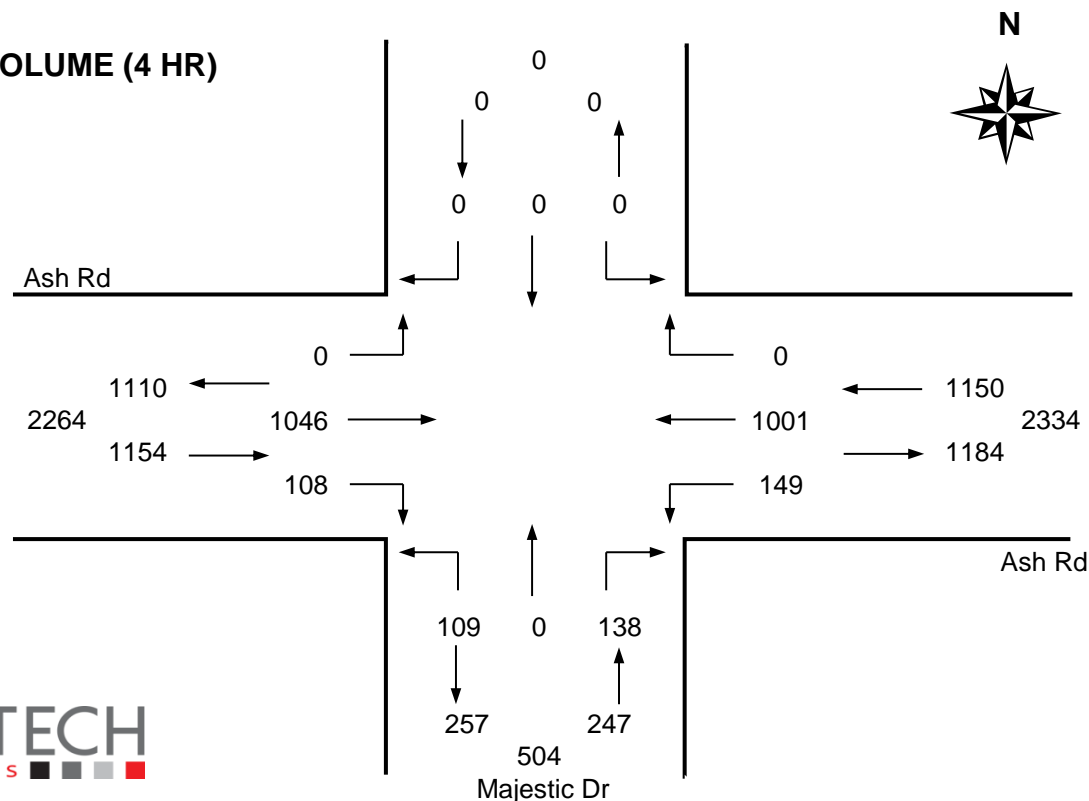 N
OLUME (4 HR)
0
0 0
0 0 0
Ash Rd
0 0
1110 1150
2264 1046 1001 2334
1154 1184
108 149
Ash Rd
109 0 138
257 247
504
Majestic Dr
TECH
s